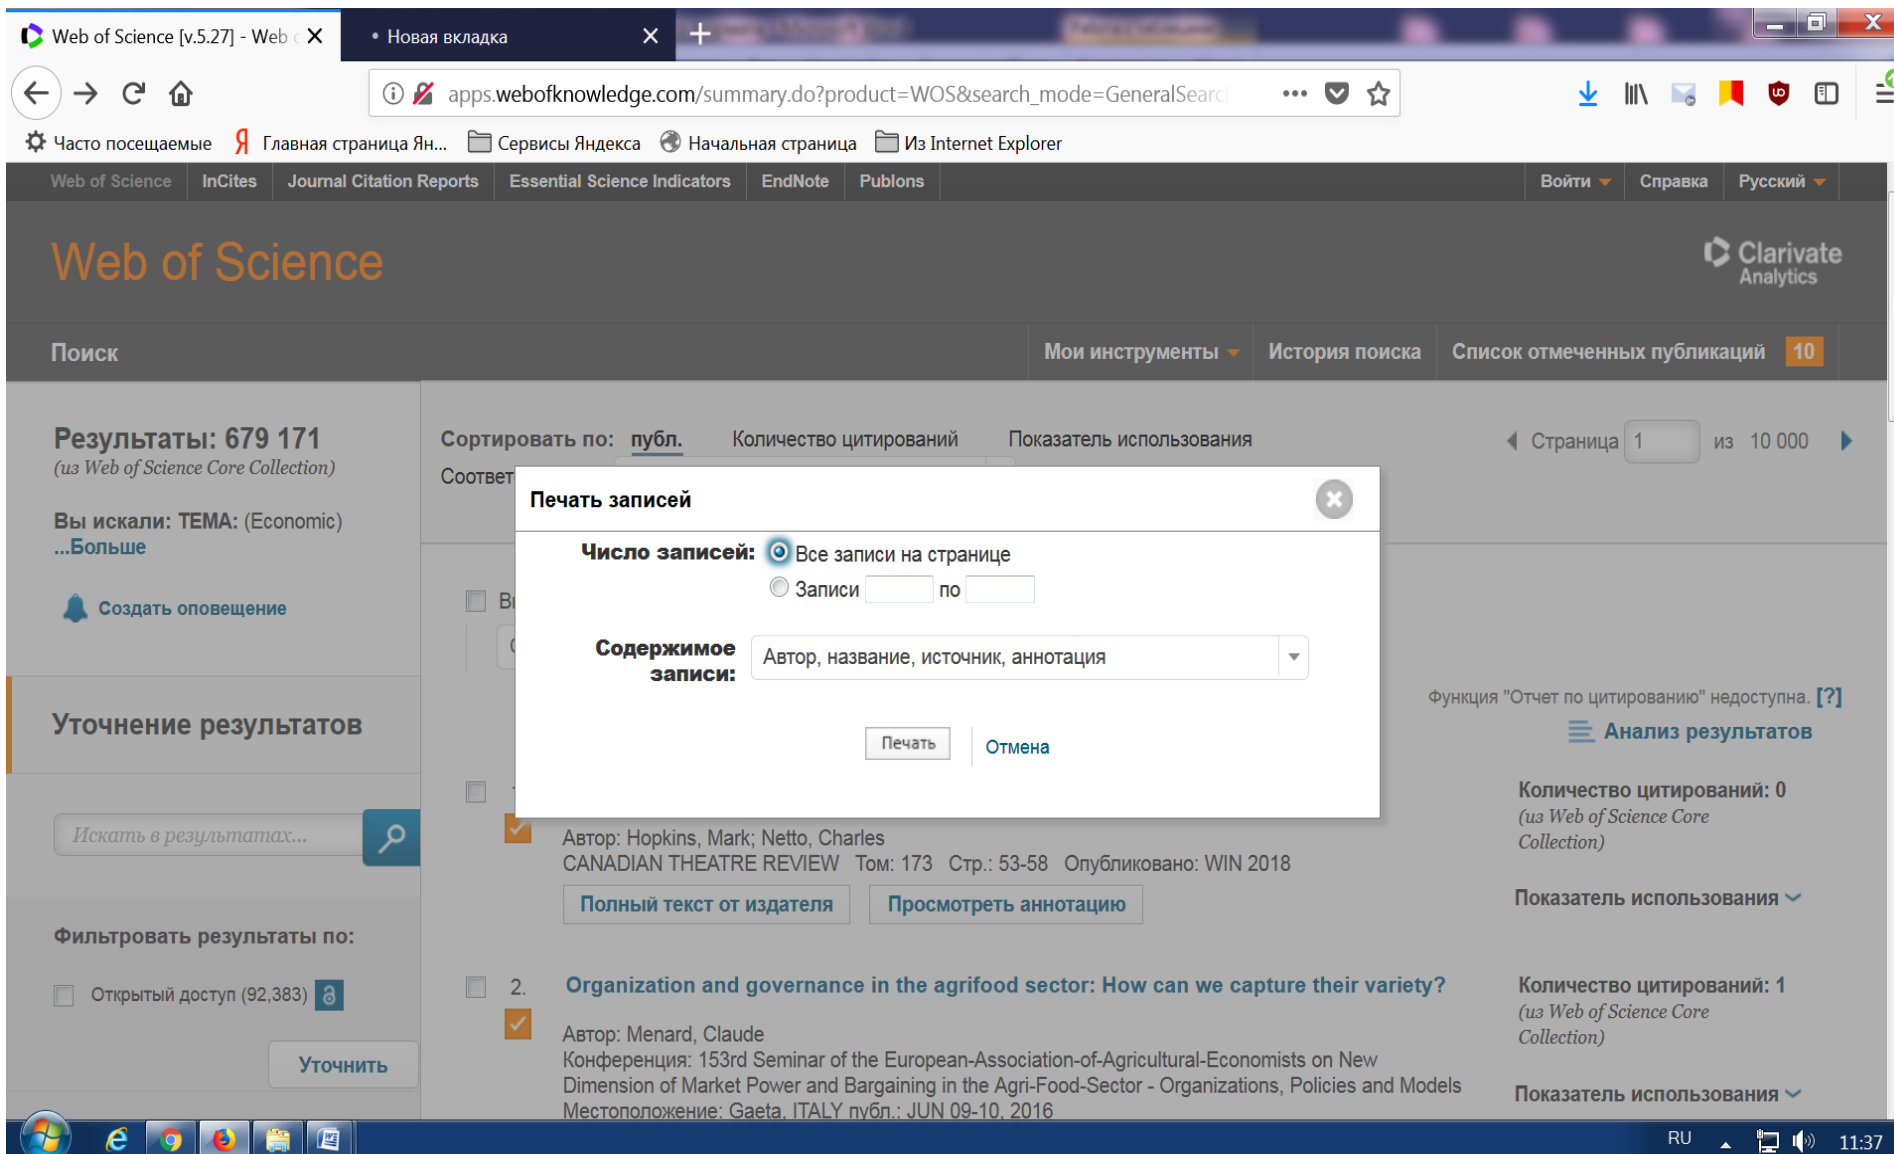 Web of Science [v.5.27] - Web
• Новая вкладка
apps.webofknowledge.com/summary.do?product=WOS&search_mode=GeneralSearc
Часто посещаемые Главная страница Ян... Сервисы Яндекса Начальная страница Из Internet Explorer
Web of Science InCites Journal Citation Reports Essential Science Indicators EndNote Publons Войти Справка Русский
Web of Science
Clarivate
Analytics
Поиск Мои инструменты История поиска Список отмеченных публикаций 10
Результаты: 679 171
(из Web of Science Core Collection)
Вы искали: ТЕМА: (Economic)
...Больше
Создать оповещение
Уточнение результатов
Искать в результатах...
Фильтровать результаты по:
Открытый доступ (92,383)
Уточнить
Сортировать по: публ. Количество цитирований Показатель использования
Соответ
Страница 1 из 10 000
Печать записей
Число записей: Все записи на странице
Записи по
Содержимое
записи:
Автор, название, источник, аннотация
Печать Отмена
Функция "Отчет по цитированию" недоступна. [?]
Анализ результатов
Автор: Hopkins, Mark; Netto, Charles
CANADIAN THEATRE REVIEW Том: 173 Стр.: 53-58 Опубликовано: WIN 2018
Полный текст от издателя Просмотреть аннотацию
Количество цитирований: 0
(из Web of Science Core
Collection)
Показатель использования
2. Organization and governance in the agrifood sector: How can we capture their variety?
Автор: Menard, Claude
Конференция: 153rd Seminar of the European-Association-of-Agricultural-Economists on New
Dimension of Market Power and Bargaining in the Agri-Food-Sector - Organizations, Policies and Models
Местоположение: Gaeta, ITALY публ.: JUN 09-10, 2016
Количество цитирований: 1
(из Web of Science Core
Collection)
Показатель использования
RU 11:37